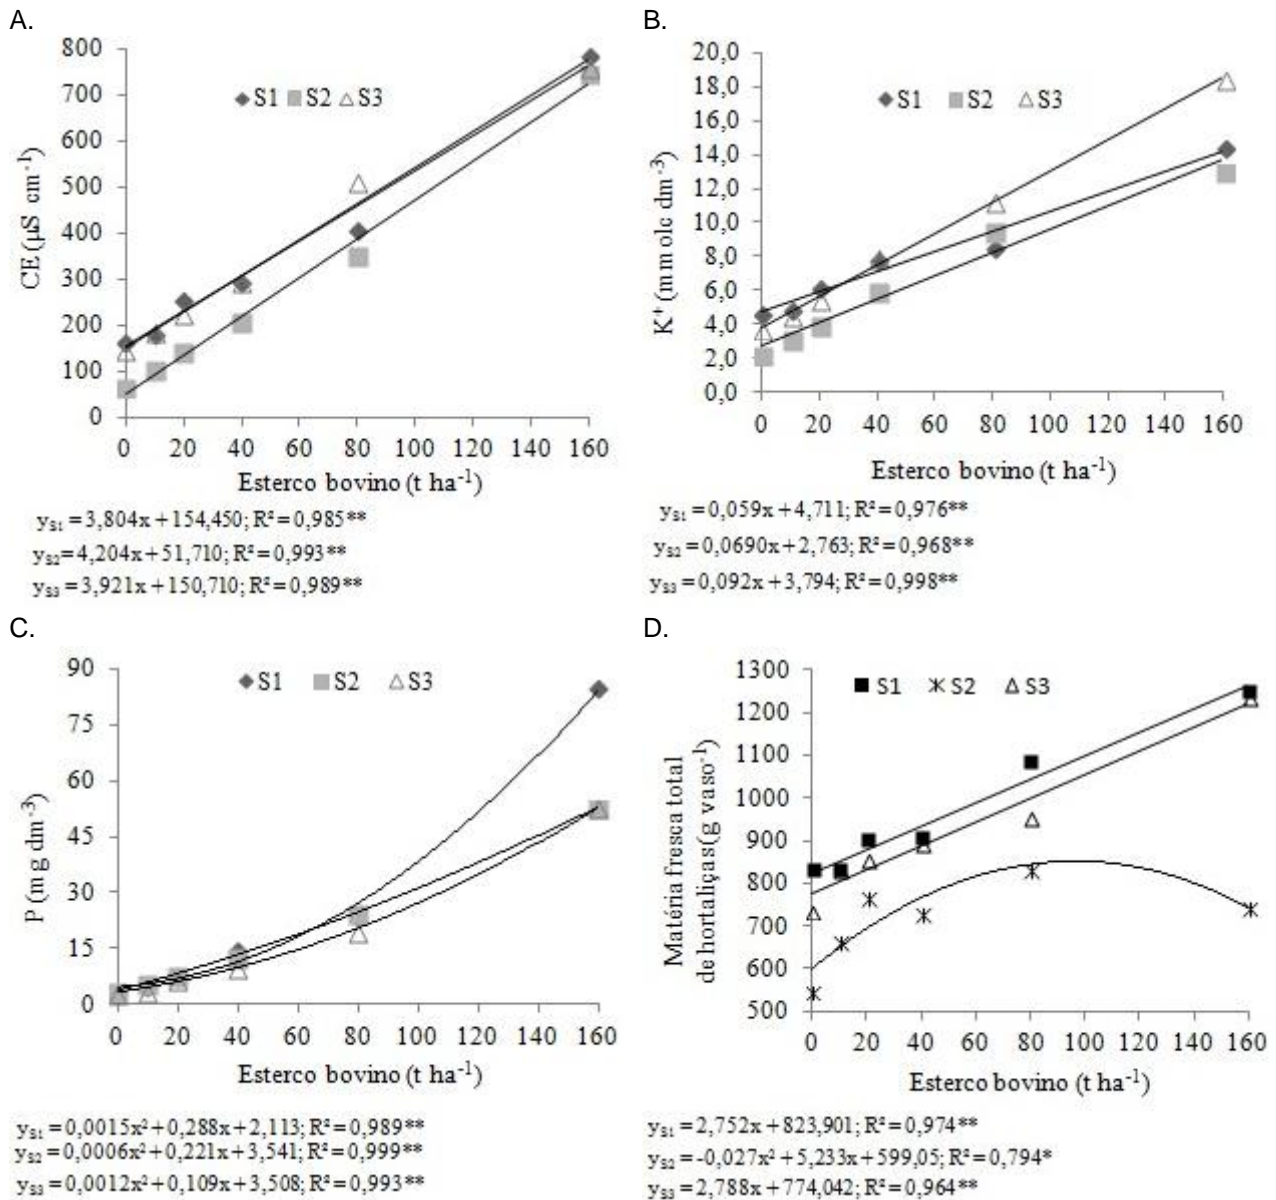 A.
800
700
600
500
400
300
200
100
0
S1 S2 S3
CE (µS cm-1)
0 20 40 60 80 100 120 140 160
Esterco bovino (t ha-1)
yS1 = 3,804x + 154,450; R² = 0,985**
yS2 = 4,204x + 51,710; R² = 0,993**
yS3 = 3,921x + 150,710; R² = 0,989**
B.
20,0
18,0
16,0
14,0
12,0
10,0
8,0
6,0
4,0
2,0
0,0
S1 S2 S3
K+ (mmolc dm-3)
0 20 40 60 80 100 120 140 160
Esterco bovino (t ha-1)
yS1 = 0,059x + 4,711; R² = 0,976**
yS2 = 0,0690x + 2,763; R² = 0,968**
yS3 = 0,092x + 3,794; R² = 0,998**
C.
90
75
60
45
30
15
0
S1 S2 S3
P (mg dm-3)
0 20 40 60 80 100 120 140 160
Esterco bovino (t ha-1)
yS1 = 0,0015x² + 0,288x + 2,113; R² = 0,989**
yS2 = 0,0006x² + 0,221x + 3,541; R² = 0,999**
yS3 = 0,0012x² + 0,109x + 3,508; R² = 0,993**
D.
1300
1200
1100
1000
900
800
700
600
500
S1 S2 S3
Matéria fresca total
de hortaliças(g vaso-1)
0 20 40 60 80 100 120 140 160
Esterco bovino (t ha-1)
yS1 = 2,752x + 823,901; R² = 0,974**
yS2 = -0,027x² + 5,233x + 599,05; R² = 0,794*
yS3 = 2,788x + 774,042; R² = 0,964**